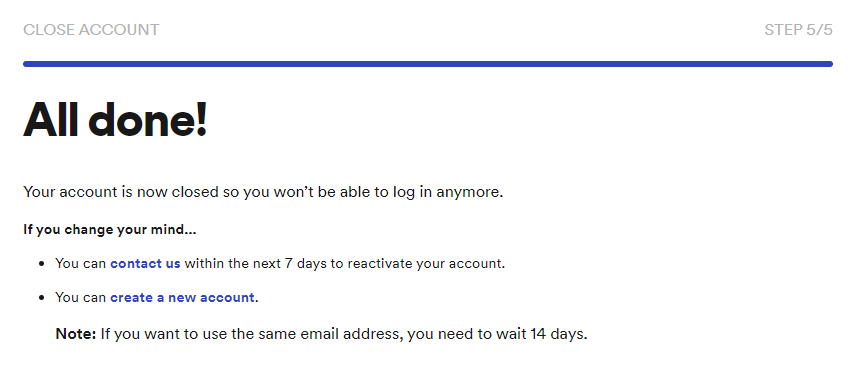 CLOSE ACCOUNT
STEP 5/5
All done!
Your account is now closed so you won’t be able to log in anymore.
If you change your mind...
• You can contact us within the next 7 days to reactivate your account.
• You can create a new account.
Note: If you want to use the same email address, you need to wait 14 days.